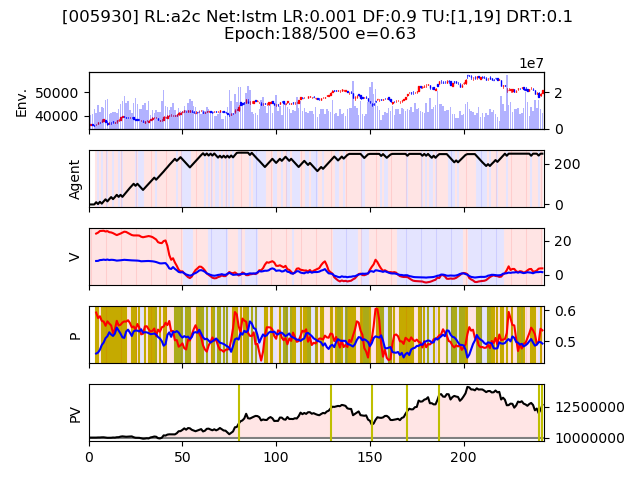 [005930] RL:a2c Net:lstm LR:0.001 DF:0.9 TU:[1,19] DRT:0.1
Epoch:188/500 e=0.63
1e7
Env.
50000
40000
2
0
Agent
200
0
V
20
0
P
0.6
0.5
PV
12500000
10000000
0 50 100 150 200